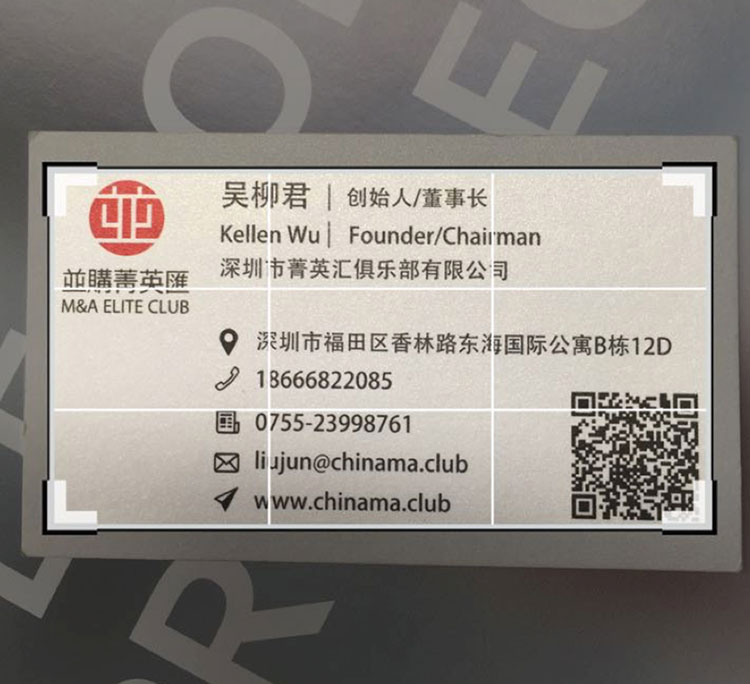 並購菁英匯
M&A ELITE CLUB
吴柳君 | 创始人/董事长
Kellen Wu | Founder/Chairman
深圳市菁英汇俱乐部有限公司
深圳市福田区香林路东海国际公寓B栋12D
18666822085
0755-23998761
liujun@chinama.club
www.chinama.club